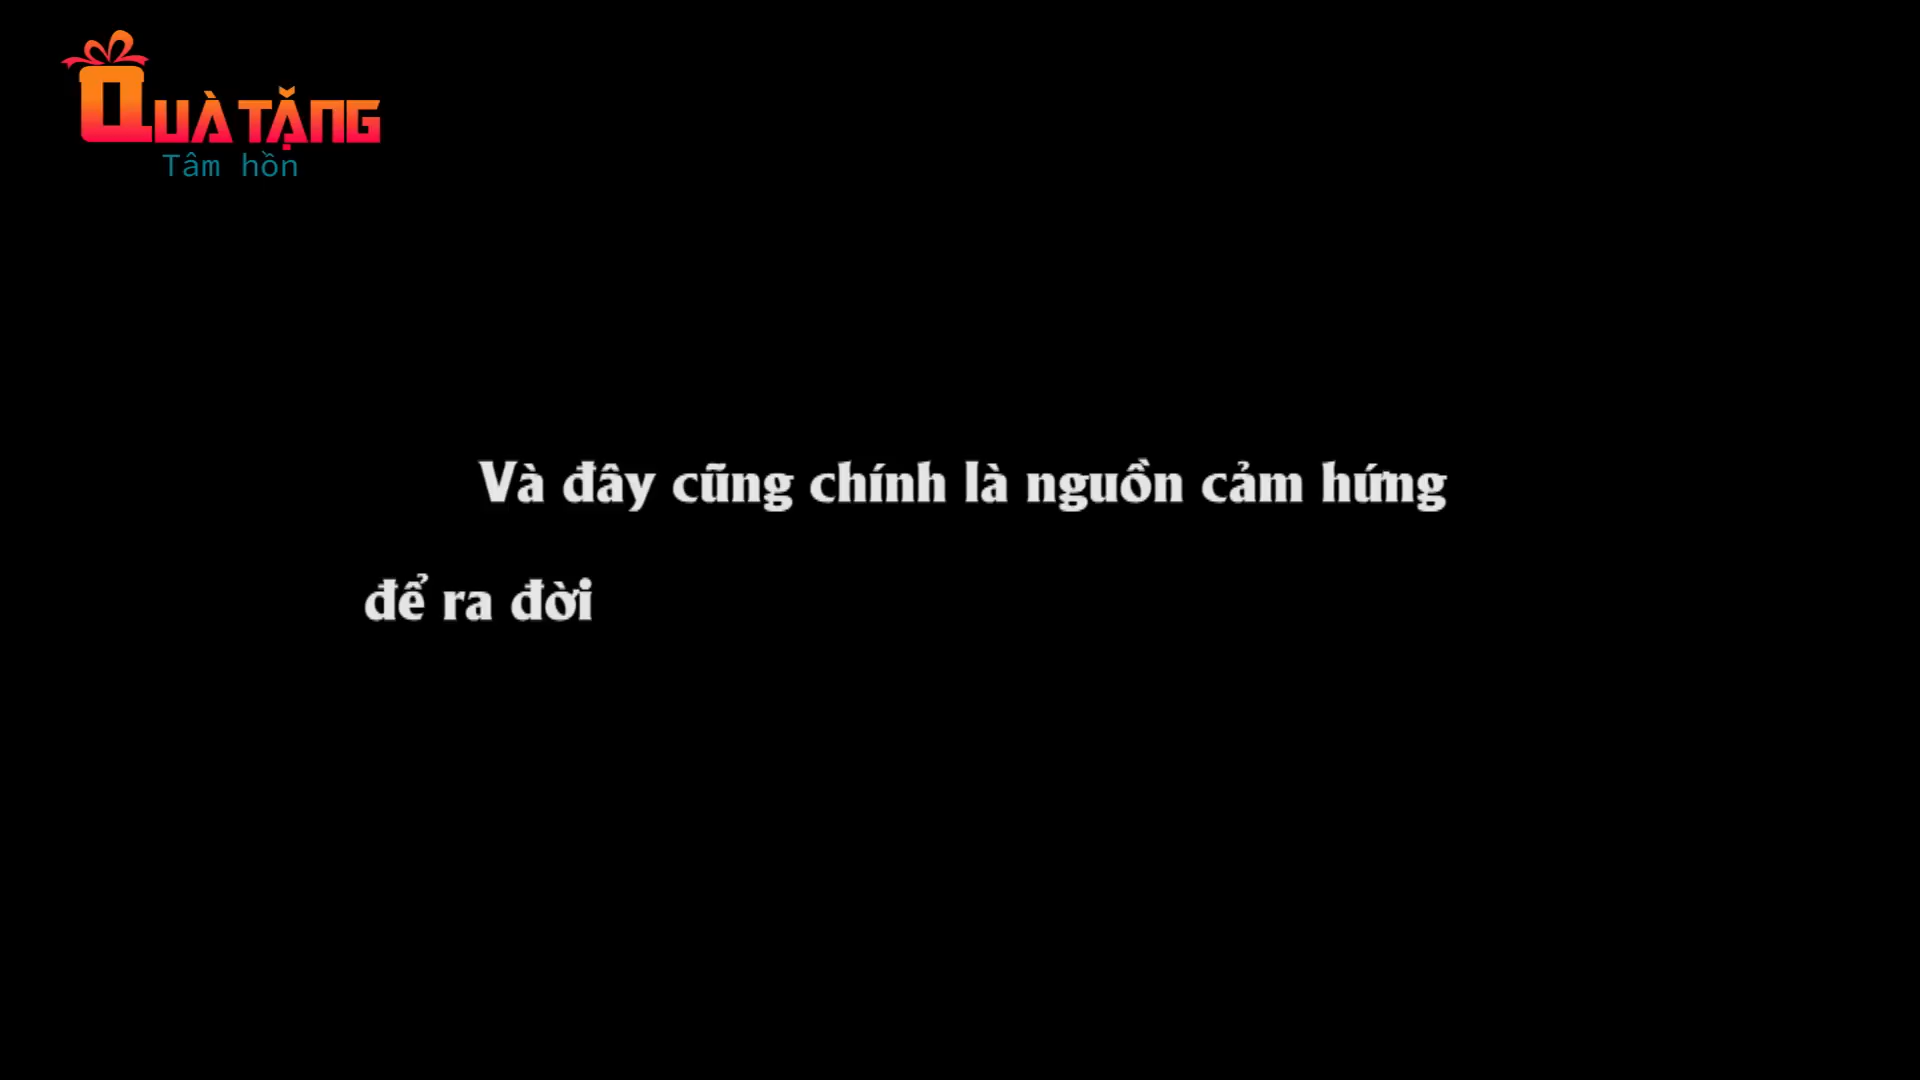 QUÀ TẶNG
Tâm hồn
Và đây cũng chính là nguồn cảm hứng
để ra đời